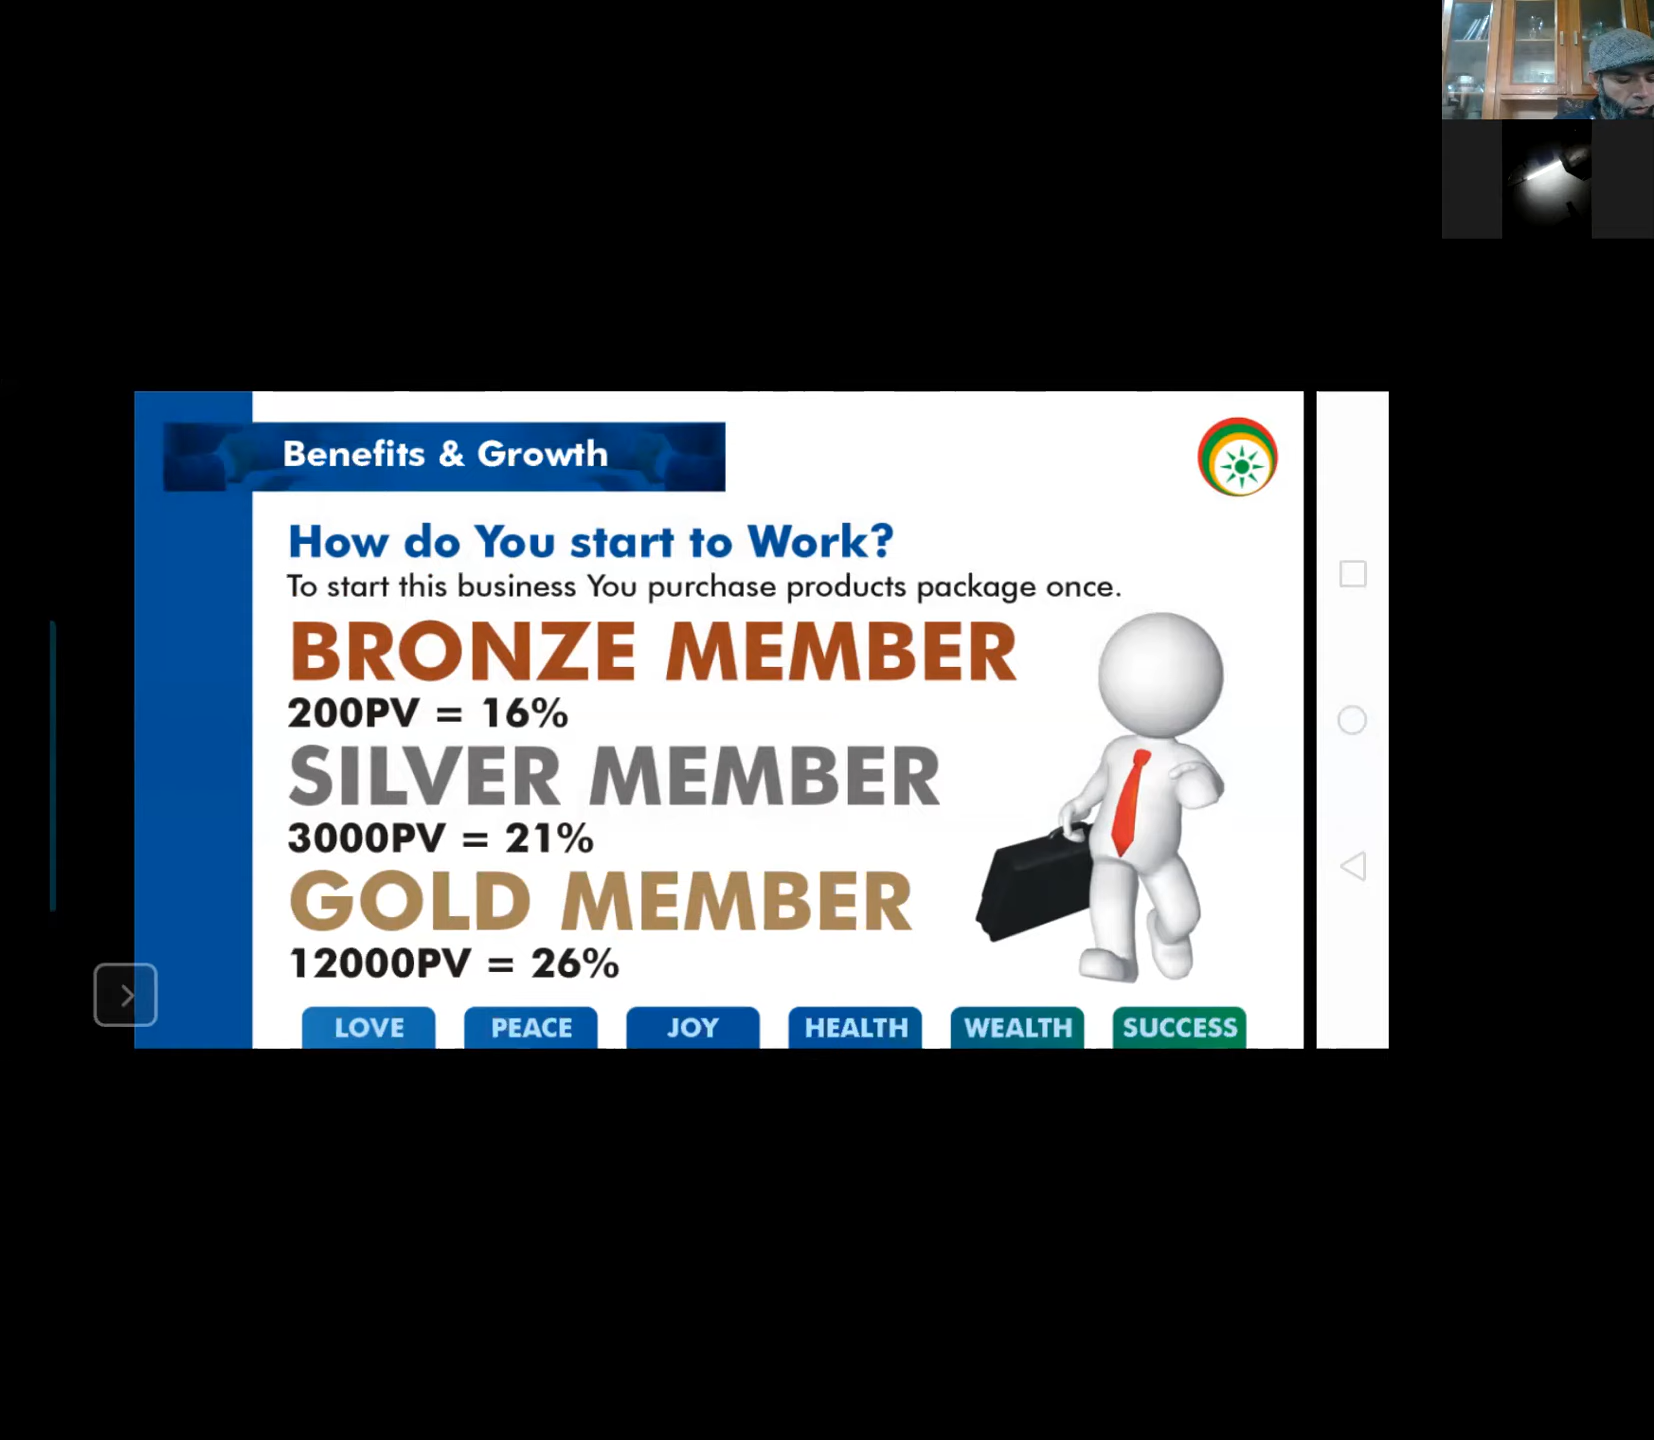 Benefits & Growth
How do You start to Work?
To start this business You purchase products package once.
BRONZE MEMBER
200PV = 16%
SILVER MEMBER
3000PV = 21%
GOLD MEMBER
12000PV = 26%
LOVE PEACE JOY HEALTH WEALTH SUCCESS